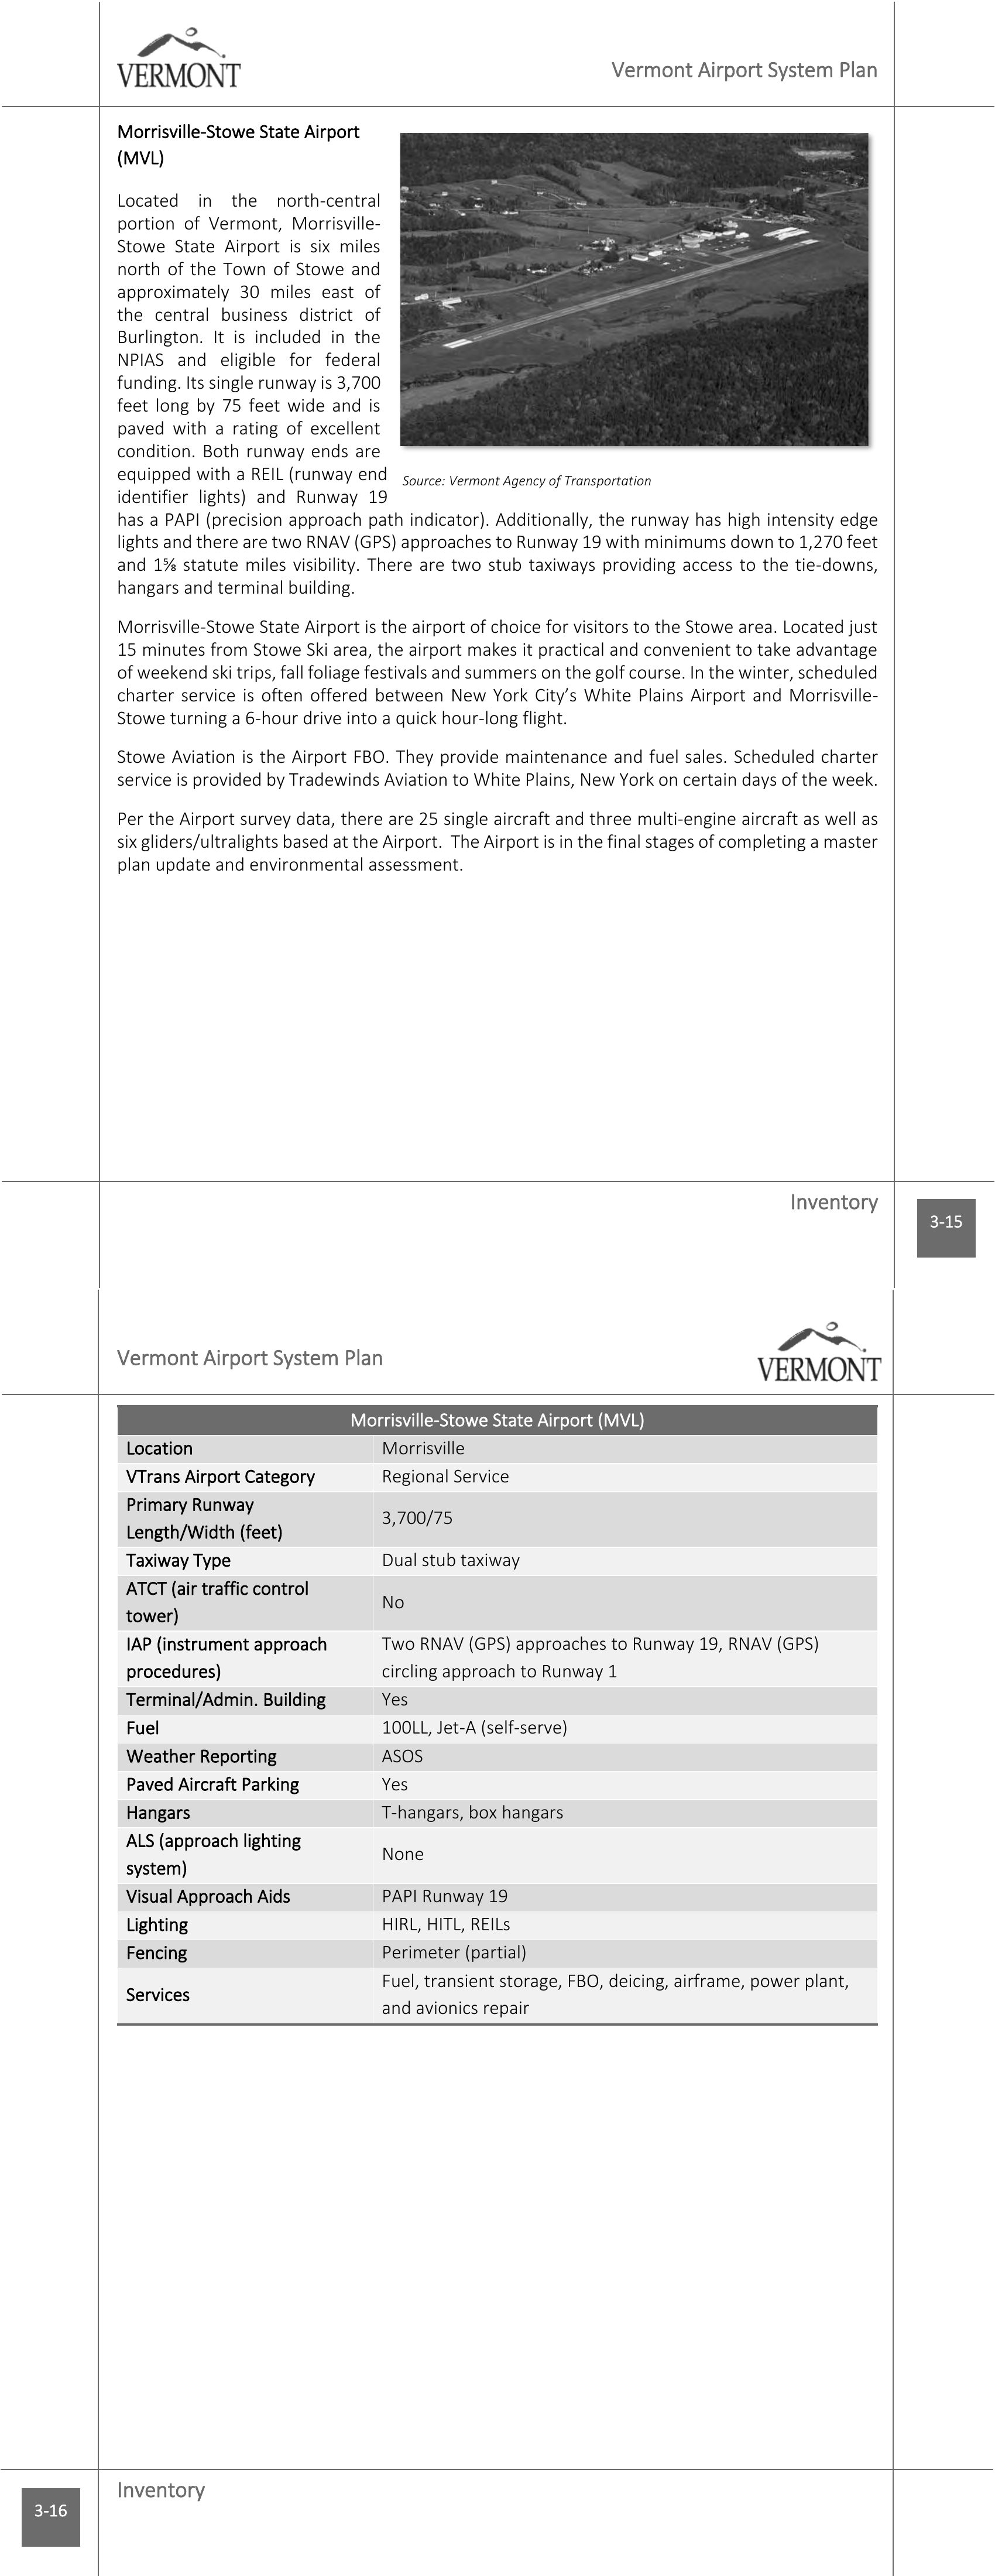 VERMONT
Vermont Airport System Plan
Morrisville-Stowe State Airport
(MVL)
Located in the north-central
portion of Vermont, Morrisville-
Stowe State Airport is six miles
north of the Town of Stowe and
approximately 30 miles east of
the central business district of
Burlington. It is included in the
NPIAS and eligible for federal
funding. Its single runway is 3,700
feet long by 75 feet wide and is
paved with a rating of excellent
condition. Both runway ends are
equipped with a REIL (runway end
identifier lights) and Runway 19
Source: Vermont Agency of Transportation
has a PAPI (precision approach path indicator). Additionally, the runway has high intensity edge
lights and there are two RNAV (GPS) approaches to Runway 19 with minimums down to 1,270 feet
and 1⅝ statute miles visibility. There are two stub taxiways providing access to the tie-downs,
hangars and terminal building.
Morrisville-Stowe State Airport is the airport of choice for visitors to the Stowe area. Located just
15 minutes from Stowe Ski area, the airport makes it practical and convenient to take advantage
of weekend ski trips, fall foliage festivals and summers on the golf course. In the winter, scheduled
charter service is often offered between New York City’s White Plains Airport and Morrisville-
Stowe turning a 6-hour drive into a quick hour-long flight.
Stowe Aviation is the Airport FBO. They provide maintenance and fuel sales. Scheduled charter
service is provided by Tradewinds Aviation to White Plains, New York on certain days of the week.
Per the Airport survey data, there are 25 single aircraft and three multi-engine aircraft as well as
six gliders/ultralights based at the Airport. The Airport is in the final stages of completing a master
plan update and environmental assessment.
Inventory
3-15
Vermont Airport System Plan
VERMONT
Morrisville-Stowe State Airport (MVL)
Location Morrisville
VTrans Airport Category Regional Service
Primary Runway
Length/Width (feet) 3,700/75
Taxiway Type Dual stub taxiway
ATCT (air traffic control
tower) No
IAP (instrument approach
procedures) Two RNAV (GPS) approaches to Runway 19, RNAV (GPS)
circling approach to Runway 1
Terminal/Admin. Building Yes
Fuel 100LL, Jet-A (self-serve)
Weather Reporting ASOS
Paved Aircraft Parking Yes
Hangars T-hangars, box hangars
ALS (approach lighting
system) None
Visual Approach Aids PAPI Runway 19
Lighting HIRL, HITL, REILs
Fencing Perimeter (partial)
Services Fuel, transient storage, FBO, deicing, airframe, power plant,
and avionics repair
Inventory
3-16